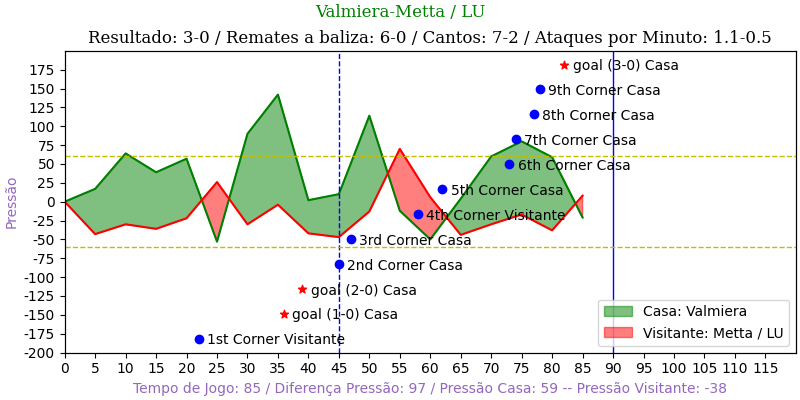 Valmiera-Metta / LU
Resultado: 3-0 / Remates a baliza: 6-0 / Cantos: 7-2 / Ataques por Minuto: 1.1-0.5
175
150
125
100
75
50
25
0
-25
-50
-75
-100
-125
-150
-175
-200
Pressão
goal (3-0) Casa
9th Corner Casa
8th Corner Casa
7th Corner Casa
6th Corner Casa
5th Corner Casa
4th Corner Visitante
3rd Corner Casa
2nd Corner Casa
goal (2-0) Casa
goal (1-0) Casa
1st Corner Visitante
Casa: Valmiera
Visitante: Metta / LU
0 5 10 15 20 25 30 35 40 45 50 55 60 65 70 75 80 85 90 95 100 105 110 115
Tempo de Jogo: 85 / Diferença Pressão: 97 / Pressão Casa: 59 -- Pressão Visitante: -38